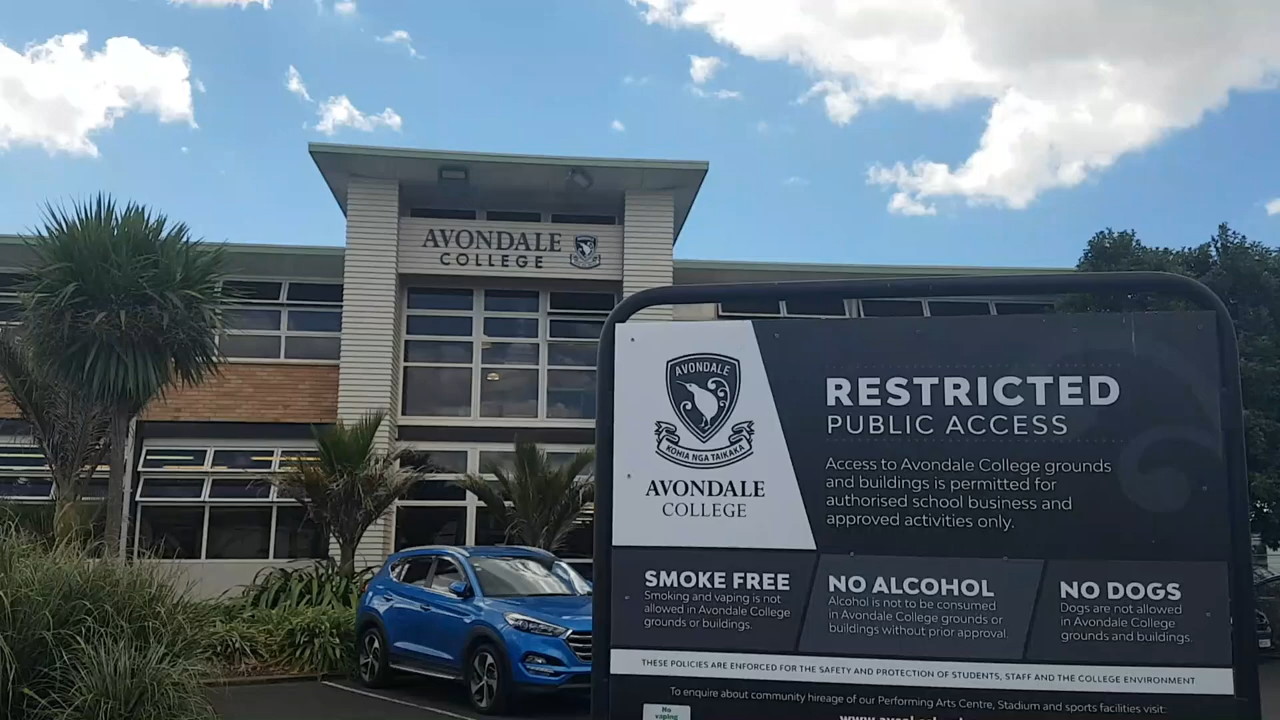 AVONDALE
COLLEGE
AVONDALE
KOHIA NGA TAIKAKA
AVONDALE
COLLEGE
RESTRICTED
PUBLIC ACCESS
Access to Avondale College grounds
and buildings is permitted for
authorised school business and
approved activities only.
SMOKE FREE
Smoking and vaping is not
allowed in Avondale College
grounds or buildings.
NO ALCOHOL
Alcohol is not to be consumed
in Avondale College grounds or
buildings without prior approval.
NO DOGS
Dogs are not allowed
in Avondale College
grounds and buildings.
THESE POLICIES ARE ENFORCED FOR THE SAFETY AND PROTECTION OF STUDENTS, STAFF AND THE COLLEGE ENVIRONMENT
To enquire about community hireage of our Performing Arts Centre, Stadium and sports facilities visit:
No
vaping